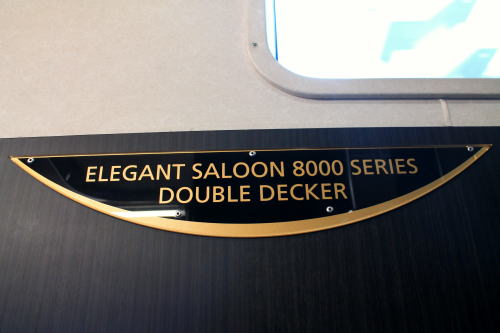 ELEGANT SALOON 8000 SERIES
DOUBLE DECKER